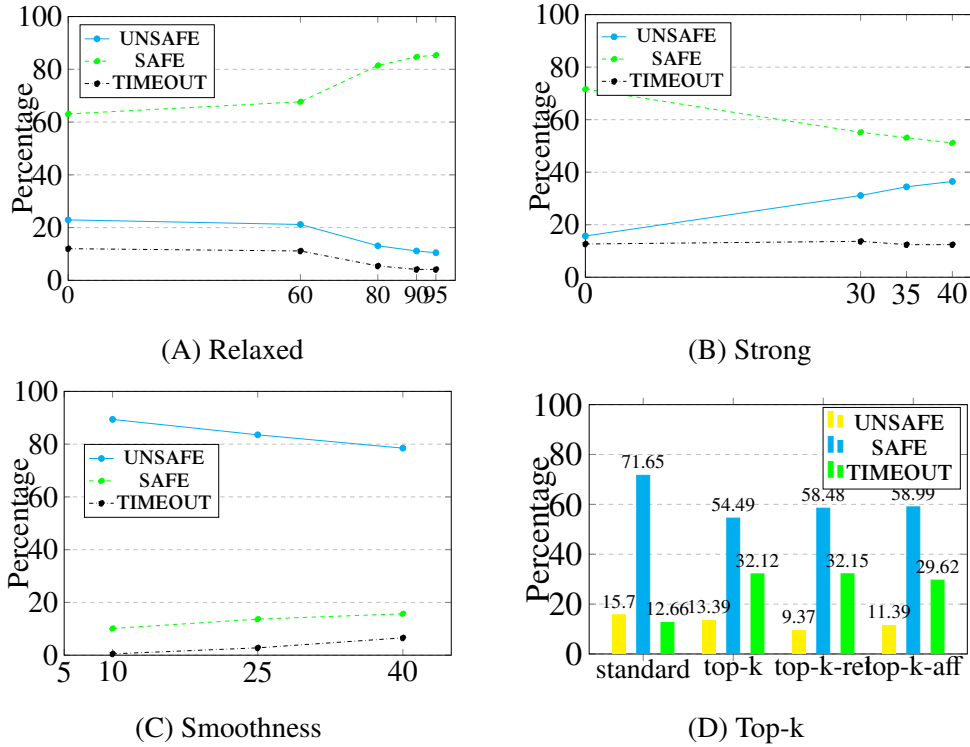 100
80
60
40
20
0
Percentage
UNSAFE
SAFE
TIMEOUT
0
60
80
90
95
(A) Relaxed
100
80
60
40
20
0
Percentage
UNSAFE
SAFE
TIMEOUT
0
30
35
40
(B) Strong
100
80
60
40
20
0
Percentage
UNSAFE
SAFE
TIMEOUT
5
10
25
40
(C) Smoothness
100
80
60
40
20
0
Percentage
UNSAFE
SAFE
TIMEOUT
15.7
71.65
12.66
13.39
54.49
32.12
9.37
58.48
32.15
11.39
58.99
29.62
standard
top-k
top-k-rel
top-k-aff
(D) Top-k